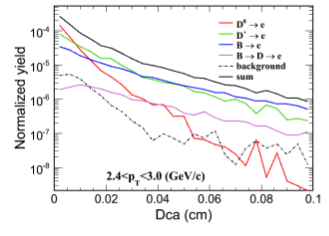 Normalized yield
10⁻⁴
10⁻⁵
10⁻⁶
10⁻⁷
10⁻⁸
D⁰ → e
D⁺ → e
B → e
B → D → e
background
sum
2.4<pT<3.0 (GeV/c)
0 0.02 0.04 0.06 0.08 0.1
Dca (cm)